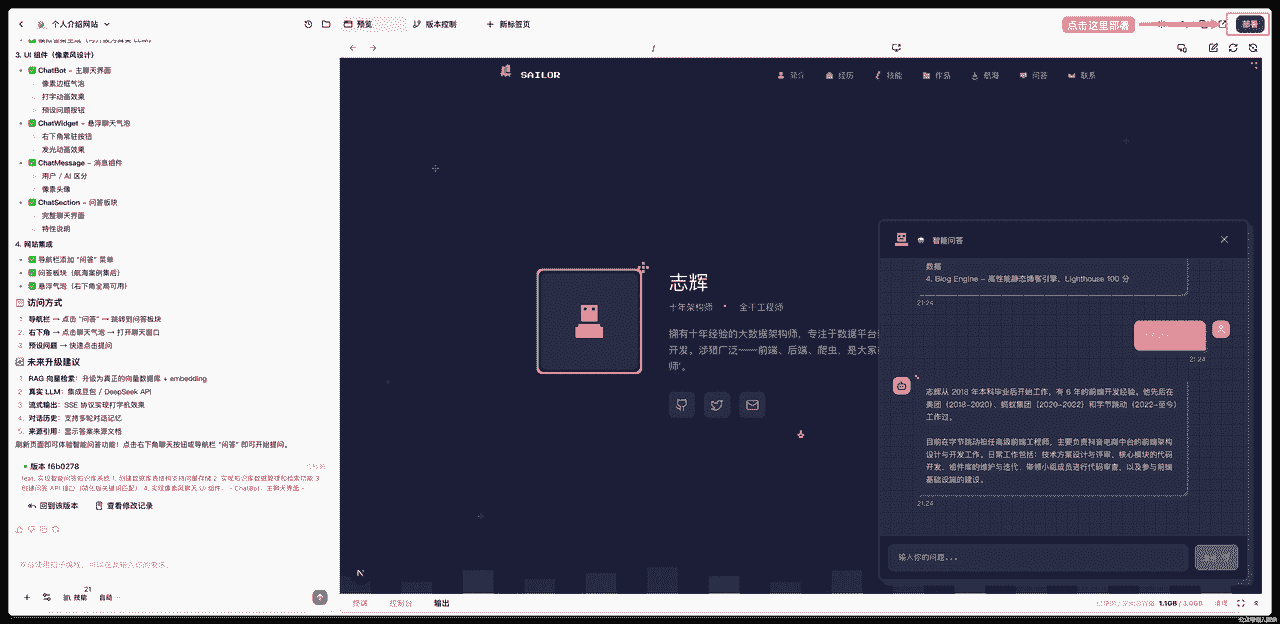 个人介绍网站
预览
版本控制
新标签页
点击这里部署
部署
3. UI 组件（像素风设计）
ChatBot - 主聊天界面
像素边框气泡
打字动画效果
预设问题按钮
ChatWidget - 悬浮聊天气泡
右下角常驻按钮
发光动画效果
ChatMessage - 消息组件
用户 / AI 区分
像素头像
ChatSection - 问答板块
完整聊天界面
特性说明
4. 网站集成
导航栏添加 "问答" 菜单
问答板块（航海案例集后）
悬浮气泡（右下角全局可用）
访问方式
1. 导航栏 → 点击 "问答" → 跳转到问答板块
2. 右下角 → 点击聊天气泡 → 打开聊天窗口
3. 预设问题 → 快速点击提问
未来升级建议
1. RAG 向量检索：升级为真正的向量数据库 + embedding
2. 真实 LLM：集成豆包 / DeepSeek API
3. 流式输出：SSE 协议实现打字机效果
4. 对话历史：支持多轮对话记忆
5. 来源引用：显示答案来源文档
刷新页面即可体验智能问答功能！点击右下角聊天按钮或导航栏 "问答" 即可开始提问。
版本 f6b0278
回到该版本
查看修改记录
21
技能
自动
/
SAILOR
简介
经历
技能
作品
航海
问答
联系
志辉
十年架构师 • 全干工程师
拥有十年经验的大数据架构师，专注于数据平台
开发。涉猎广泛——前端、后端、爬虫，是大家
师'。
智能问答
数据
4. Blog Engine - 高性能静态博客引擎，Lighthouse 100 分
21:24
21:24
志辉从 2018 年本科毕业后开始工作，有 6 年的前端开发经验。他先后在
美团（2018-2020）、蚂蚁集团（2020-2022）和字节跳动（2022-至今）
工作过。
目前在字节跳动担任高级前端工程师，主要负责抖音电商中台的前端架构
设计与开发工作。日常工作包括：技术方案设计与评审、核心模块的代码
开发、组件库的维护与迭代、带领小组成员进行代码审查，以及参与前端
基础设施的建设。
21:24
输入你的问题...
N
终端
控制台
输出